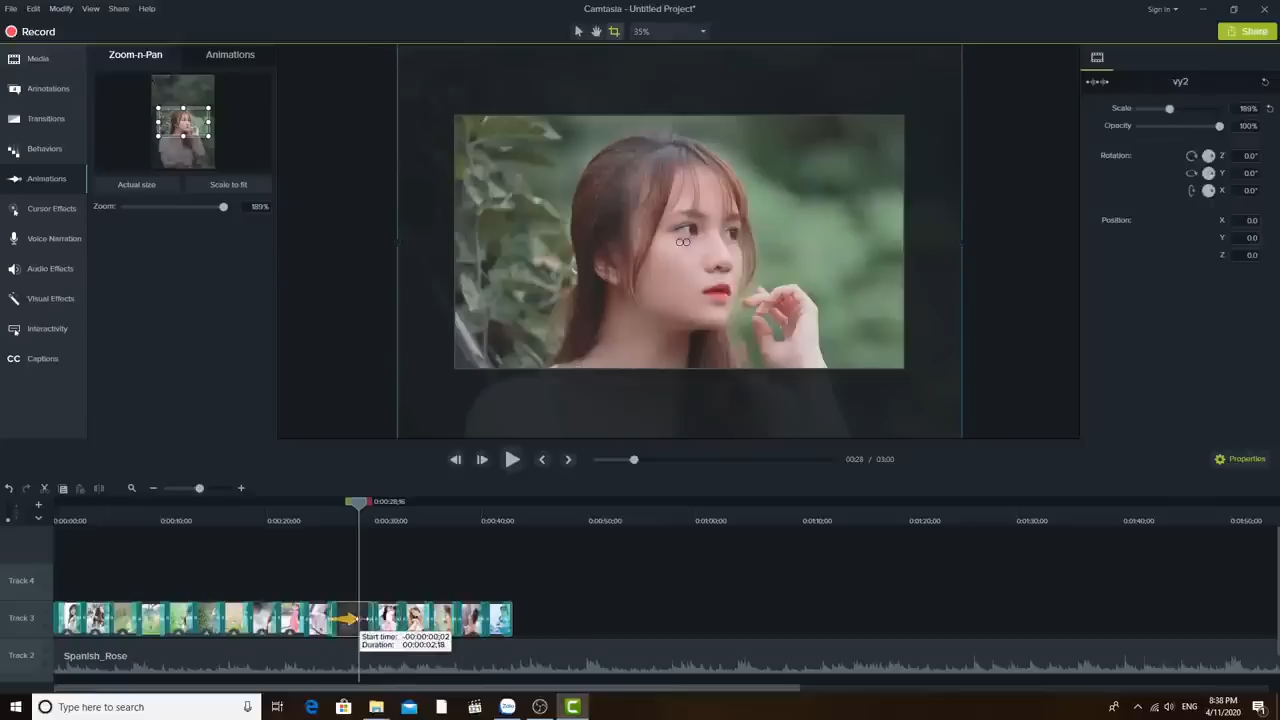 File Edit Modify View Share Help
Camtasia - Untitled Project*
Sign In
Record
35%
Share
Media
Annotations
Transitions
Behaviors
Animations
Cursor Effects
Voice Narration
Audio Effects
Visual Effects
Interactivity
CC Captions
Zoom-n-Pan Animations
Actual size Scale to fit
Zoom: 189%
vy2
Scale 189%
Opacity 100%
Rotation: Z 0.0°
Y 0.0°
X 0.0°
Position: X 0.0
Y 0.0
Z 0.0
00:28 / 03:00
Properties
0:00:28;16
0:00:00;00 0:00:10;00 0:00:20;00 0:00:30;00 0:00:40;00 0:00:50;00 0:01:00;00 0:01:10;00 0:01:20;00 0:01:30;00 0:01:40;00 0:01:50;00
Track 4
Track 3
Start time: -00:00:00;02
Duration: 00:00:02;18
Track 2
Spanish_Rose
Type here to search
Zalo
ENG
8:38 PM
4/11/2020